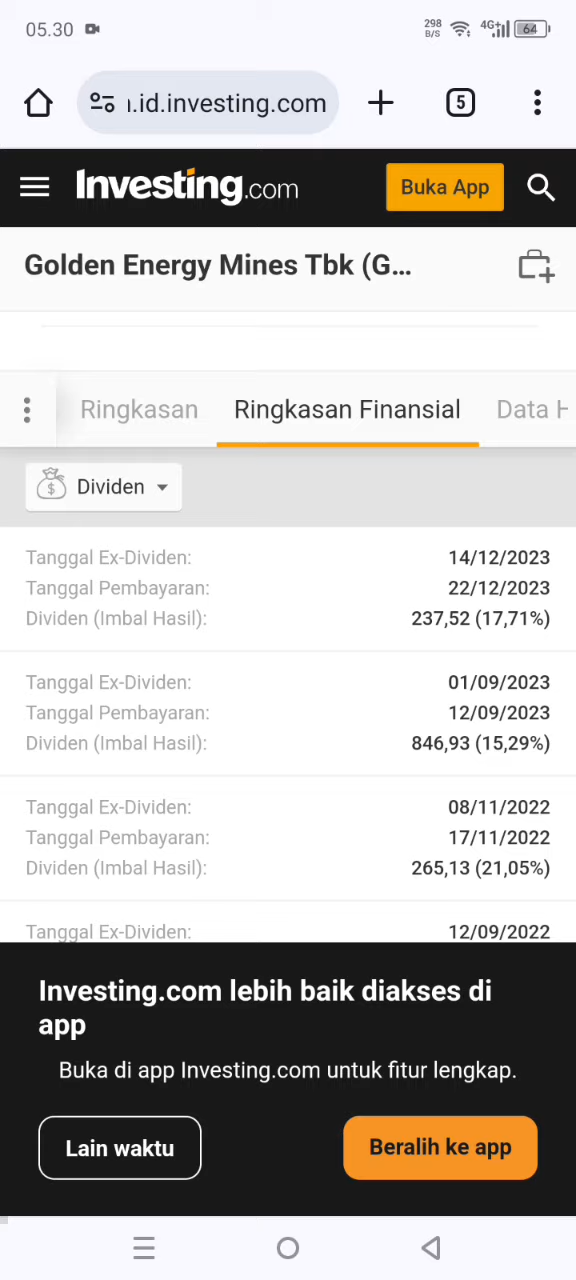 05.30
298 B/S 4G+ 64
n.id.investing.com + 5
Investing.com Buka App
Golden Energy Mines Tbk (G...
Ringkasan Ringkasan Finansial Data H
$ Dividen
Tanggal Ex-Dividen: 14/12/2023
Tanggal Pembayaran: 22/12/2023
Dividen (Imbal Hasil): 237,52 (17,71%)
Tanggal Ex-Dividen: 01/09/2023
Tanggal Pembayaran: 12/09/2023
Dividen (Imbal Hasil): 846,93 (15,29%)
Tanggal Ex-Dividen: 08/11/2022
Tanggal Pembayaran: 17/11/2022
Dividen (Imbal Hasil): 265,13 (21,05%)
Tanggal Ex-Dividen: 12/09/2022
Investing.com lebih baik diakses di
app
Buka di app Investing.com untuk fitur lengkap.
Lain waktu Beralih ke app